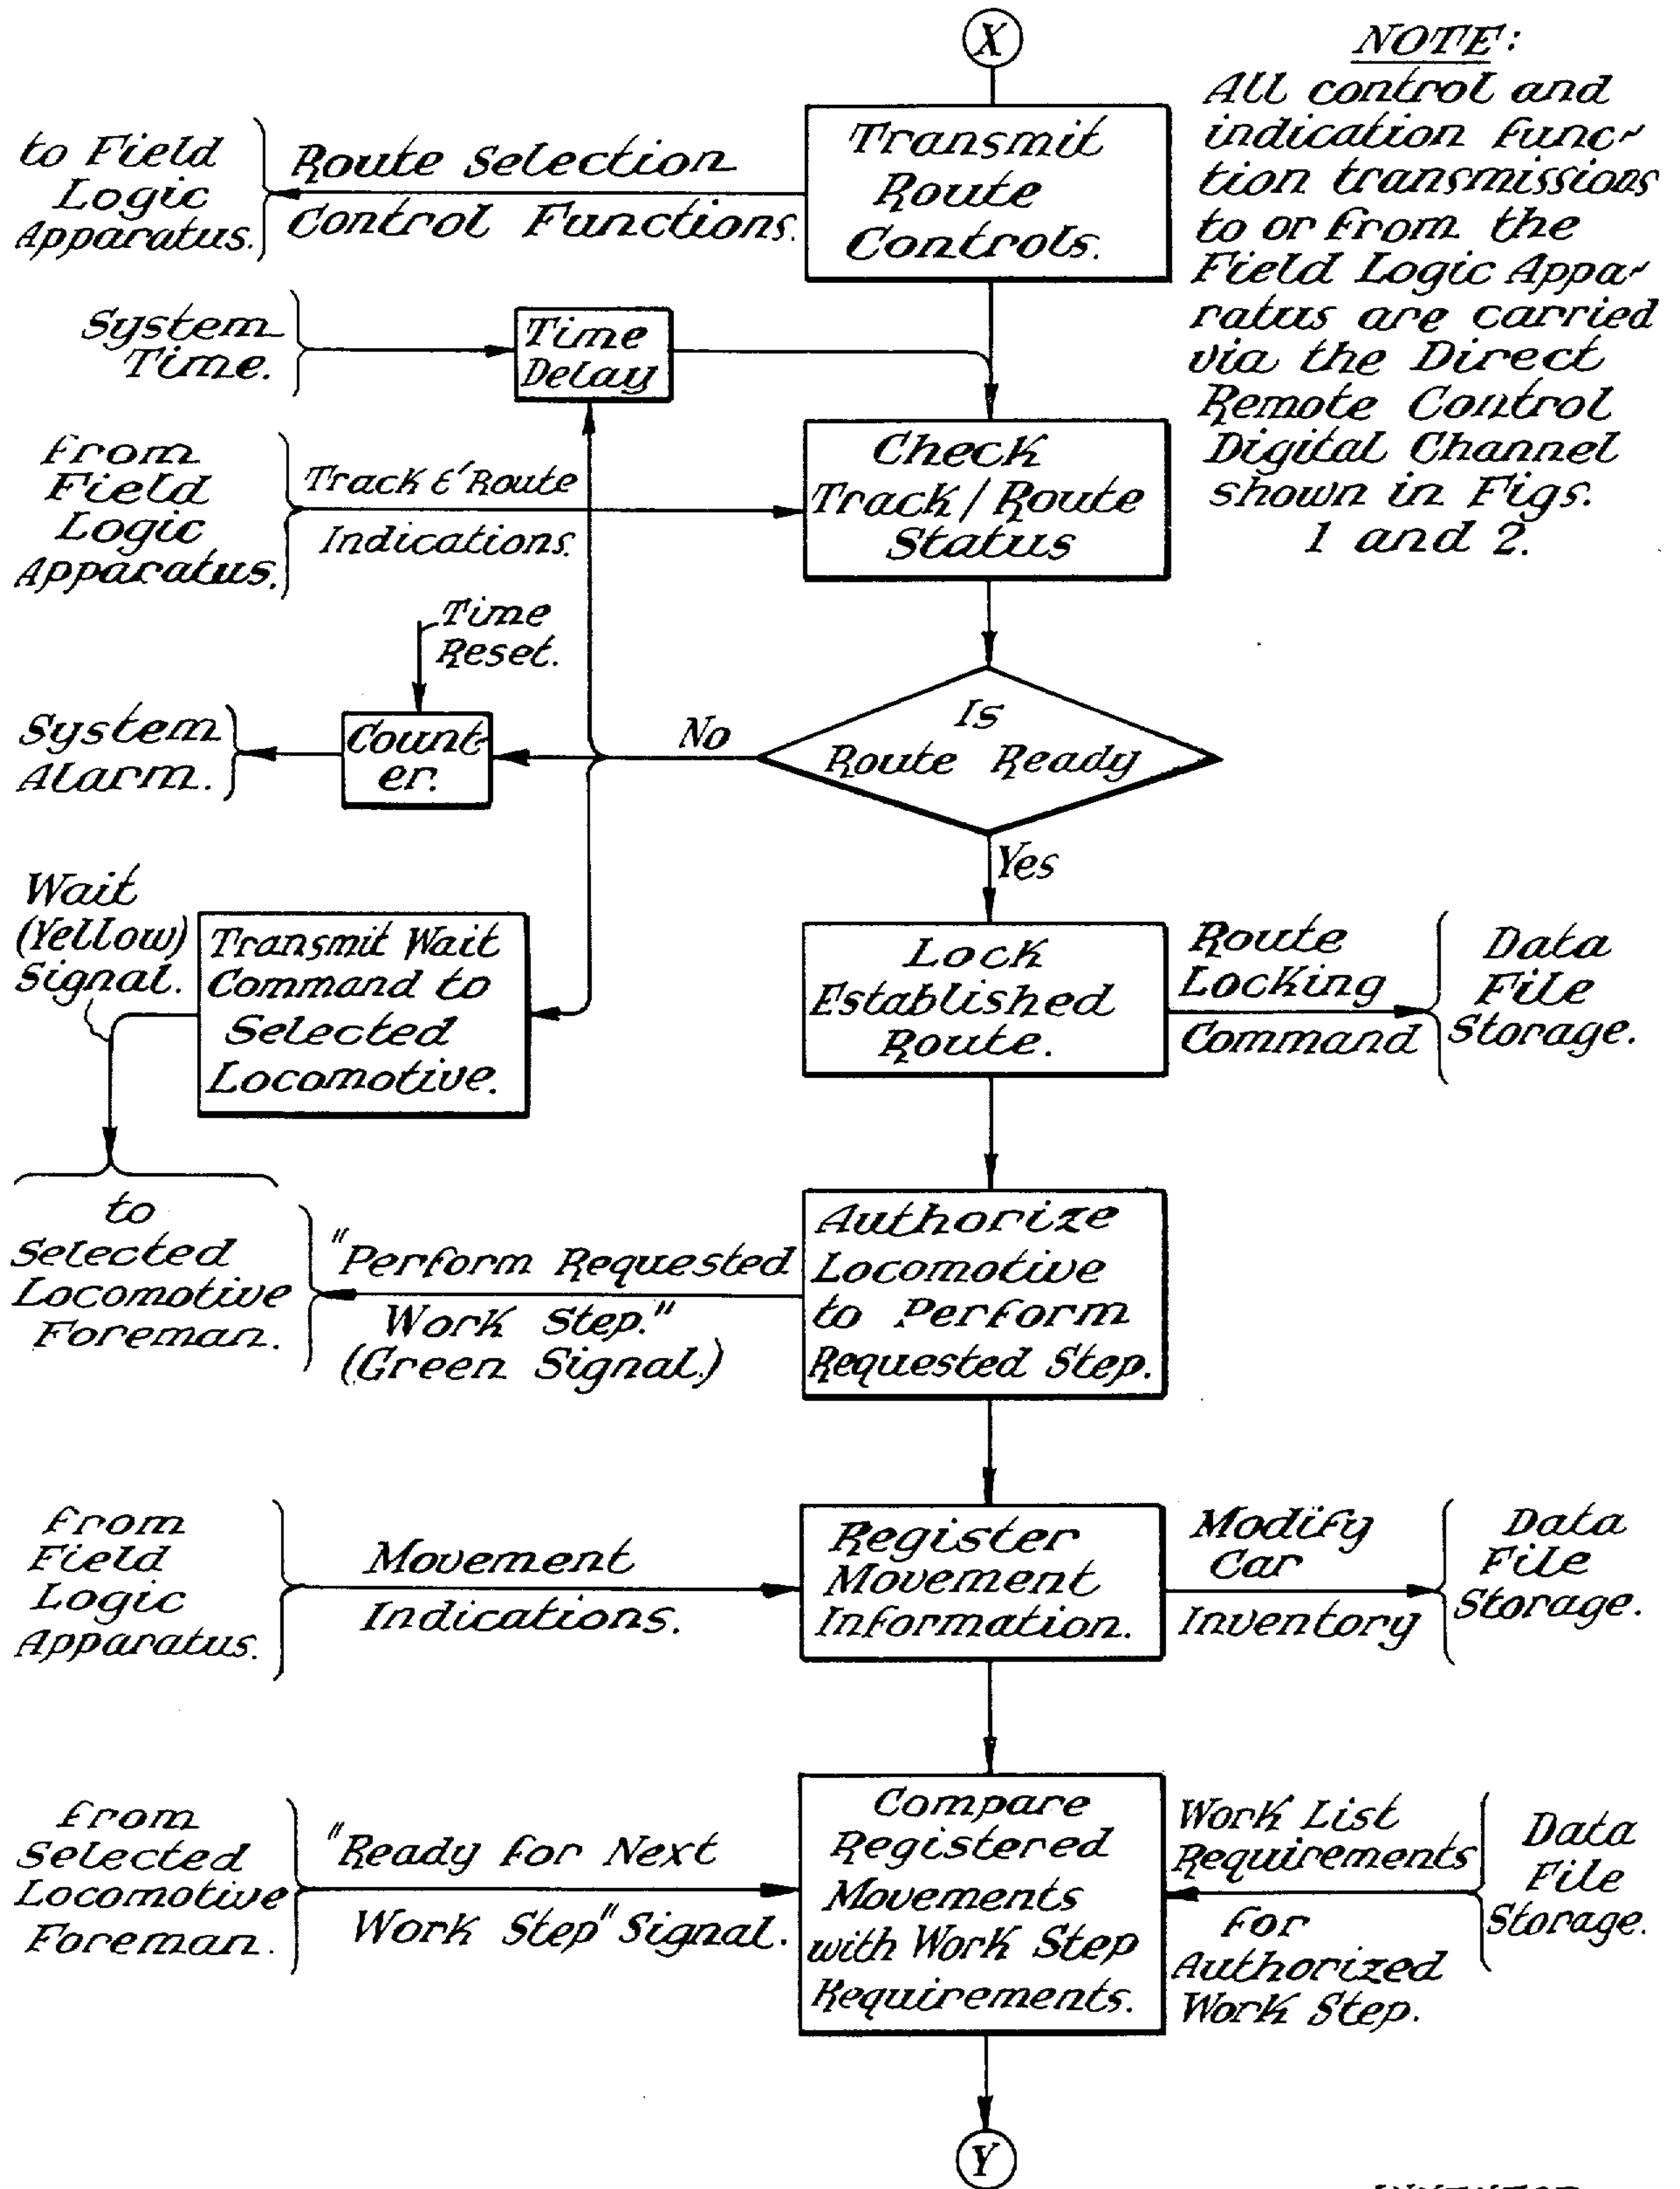 X
NOTE:
All control and
indication func-
tion transmissions
to or from the
Field Logic Appa-
ratus are carried
via the Direct
Remote Control
Digital Channel
shown in Figs.
1 and 2.
Transmit
Route
Controls.
Route Selection
Control Functions.
to Field
Logic
Apparatus.
System
Time.
Time
Delay
from
Field
Logic
Apparatus.
Track & Route
Indications.
Check
Track/Route
Status
Time
Reset.
System
Alarm.
Count-
er.
No
Is
Route Ready
Yes
Wait
(Yellow)
Signal.
Transmit Wait
Command to
Selected
Locomotive.
Lock
Established
Route.
Route
Locking
Command
Data
File
Storage.
to
Selected
Locomotive
Foreman.
"Perform Requested
Work Step."
(Green Signal.)
Authorize
Locomotive
to Perform
Requested Step.
from
Field
Logic
Apparatus.
Movement
Indications.
Register
Movement
Information.
Modify
Car
Inventory
Data
File
Storage.
from
Selected
Locomotive
Foreman.
"Ready for Next
Work Step" Signal.
Compare
Registered
Movements
with Work Step
Requirements.
Work List
Requirements
for
Authorized
Work Step.
Data
File
Storage.
Y